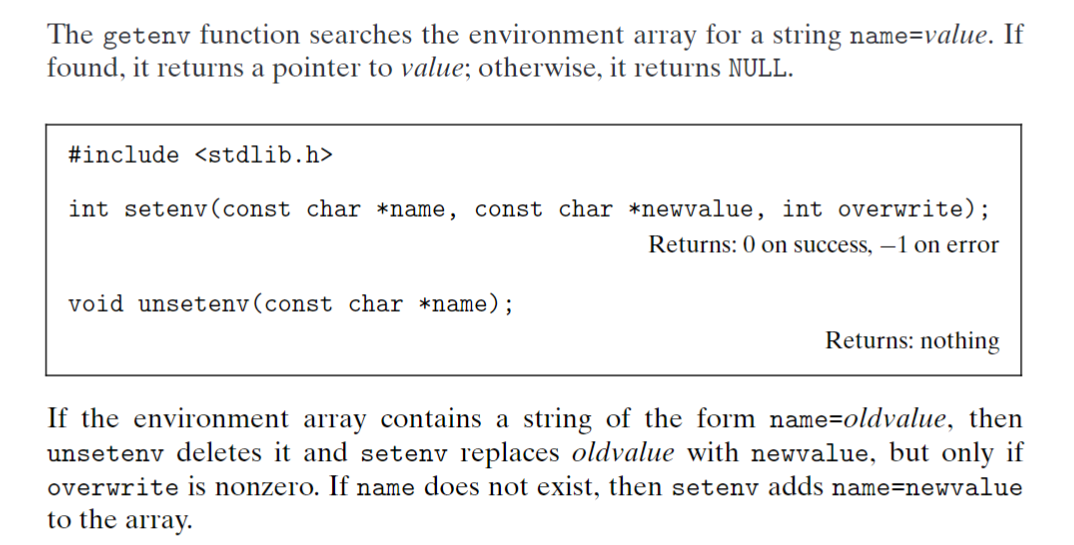 The getenv function searches the environment array for a string name=value. If
found, it returns a pointer to value; otherwise, it returns NULL.
#include <stdlib.h>
int setenv(const char *name, const char *newvalue, int overwrite);
Returns: 0 on success, −1 on error
void unsetenv(const char *name);
Returns: nothing
If the environment array contains a string of the form name=oldvalue, then
unsetenv deletes it and setenv replaces oldvalue with newvalue, but only if
overwrite is nonzero. If name does not exist, then setenv adds name=newvalue
to the array.